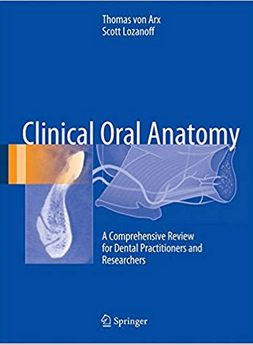 Thomas von Arx
Scott Lozanoff
Clinical Oral Anatomy
A Comprehensive Review
for Dental Practitioners and
Researchers
Springer